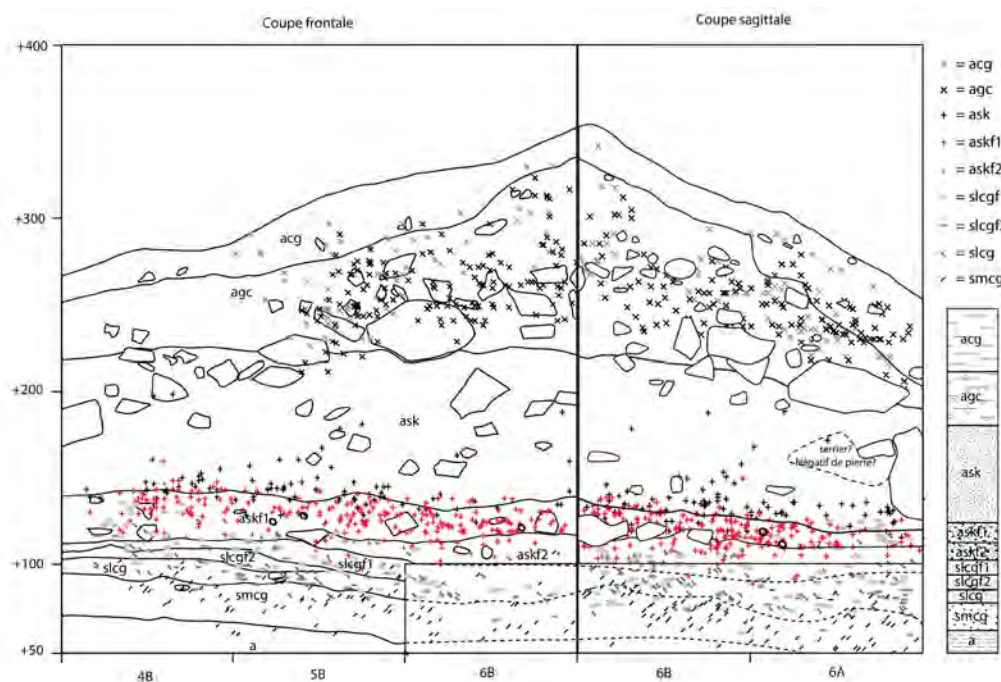 Coupe frontale
Coupe sagittale
+400
+300
+200
+100
+50
acg
agc
ask
askf1
askf2
slcgf2
slcgf1
slcg
smcg
a
terrier?
Négatif de pierre?
4B
5B
6B
6B
6A
× = acg
× = agc
+ = ask
+ = askf1
= askf2
= slcgf
- = slcgf2
= slcg
= smcg
acg
agc
ask
askf1
askf2
slcgf1
slcgf2
slcg
smcg
a